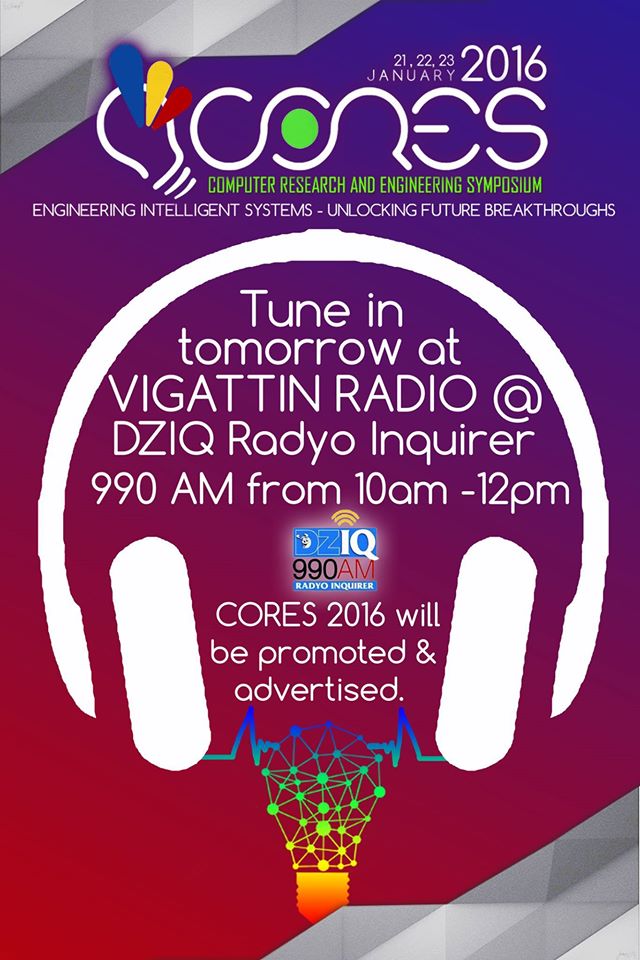 21, 22, 23
JANUARY 2016
CORES
COMPUTER RESEARCH AND ENGINEERING SYMPOSIUM
ENGINEERING INTELLIGENT SYSTEMS - UNLOCKING FUTURE BREAKTHROUGHS
Tune in
tomorrow at
VIGATTIN RADIO @
DZIQ Radyo Inquirer
990 AM from 10am -12pm
DZIQ
990AM
RADYO INQUIRER
CORES 2016 will
be promoted &
advertised.